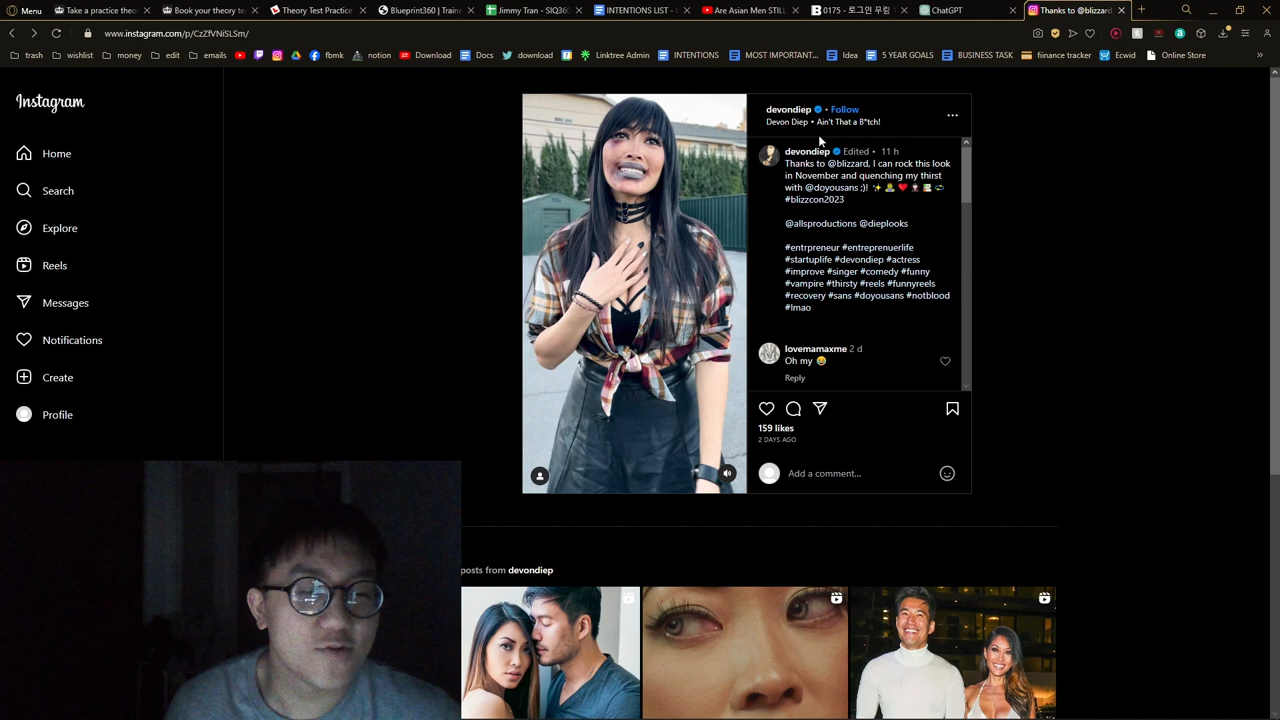 Menu
Take a practice theo
Book your theory te
Theory Test Practice
Blueprint360 | Traine
Jimmy Tran - SIQ360
INTENTIONS LIST - G
Are Asian Men STILL
0175 - 로그인 무료 T
ChatGPT
Thanks to @blizzard
www.instagram.com/p/CzZfVNiSLSm/
trash
wishlist
money
edit
emails
fbmk
notion
Download
Docs
download
Linktree Admin
INTENTIONS
MOST IMPORTANT...
Idea
5 YEAR GOALS
BUSINESS TASK
fiinance tracker
Ecwid
Online Store
Instagram
Home
Search
Explore
Reels
Messages
Notifications
Create
Profile
devondiep • Follow
Devon Diep • Ain't That a B*tch!
devondiep Edited • 11 h
Thanks to @blizzard, I can rock this look
in November and quenching my thirst
with @doyousans ;)! ✨ 🧟‍♀️ ❤️ 🧛🏻‍♀️
#blizzcon2023
@allsproductions @dieplooks
#entrpreneur #entreprenuerlife
#startuplife #devondiep #actress
#improve #singer #comedy #funny
#vampire #thirsty #reels #funnyreels
#recovery #sans #doyousans #notblood
#lmao
lovemamaxme 2 d
Oh my 😆
Reply
159 likes
2 DAYS AGO
Add a comment...
posts from devondiep